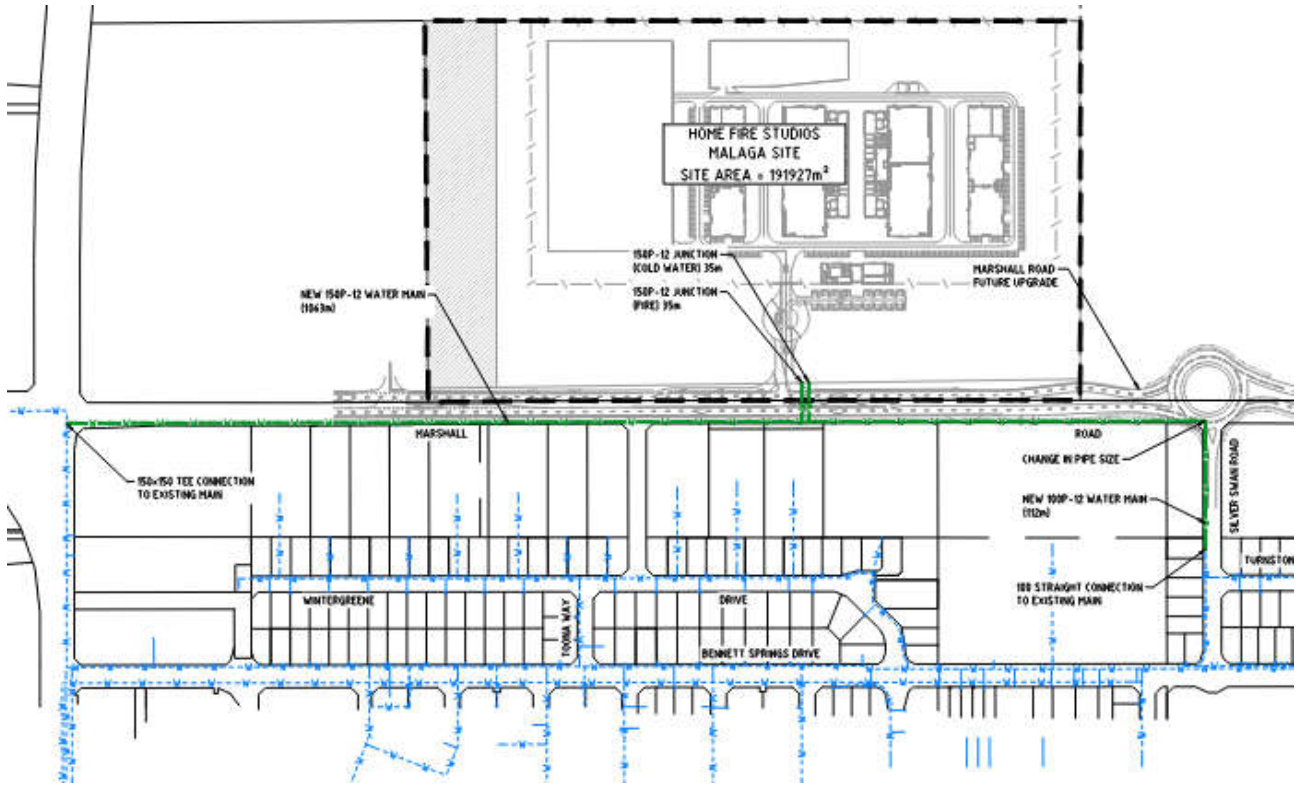 HOME FIRE STUDIOS
MALAGA SITE
SITE AREA = 191927m²
150P-12 JUNCTION
(COLD WATER) 35m
150P-12 JUNCTION
(FIRE) 35m
NEW 150P-12 WATER MAIN
(1063m)
MARSHALL ROAD
FUTURE UPGRADE
MARSHALL
ROAD
CHANGE IN PIPE SIZE
150x150 TEE CONNECTION
TO EXISTING MAIN
NEW 100P-12 WATER MAIN
(112m)
SILVER SWAN ROAD
TURNSTON
100 STRAIGHT CONNECTION
TO EXISTING MAIN
WINTERGREENE
DRIVE
TOONA WAY
BENNETT SPRINGS DRIVE